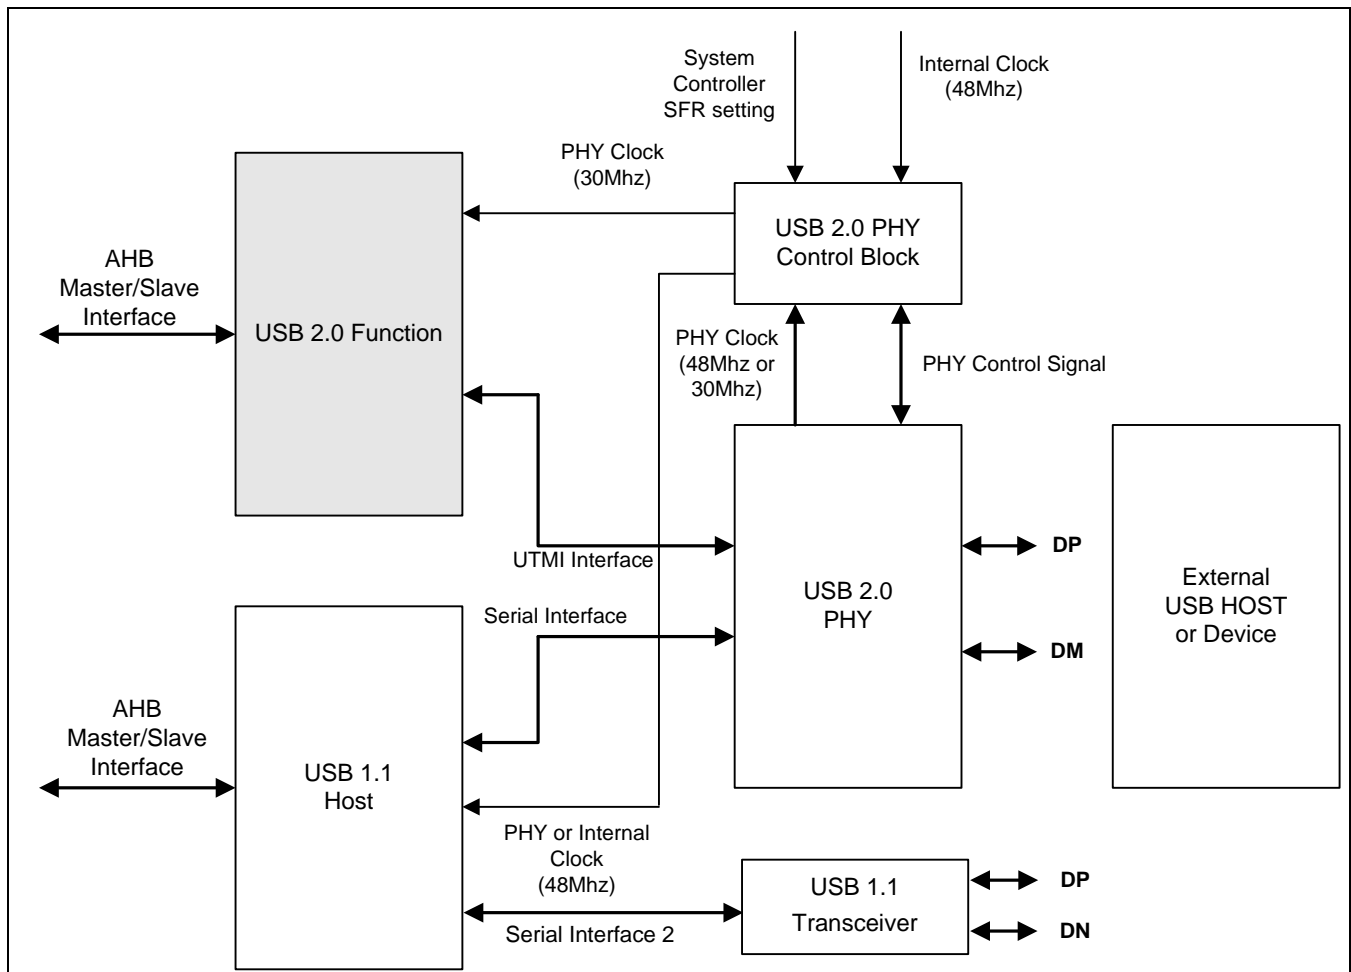 System
Controller
SFR setting
Internal Clock
(48Mhz)
PHY Clock
(30Mhz)
USB 2.0 PHY
Control Block
AHB
Master/Slave
Interface
USB 2.0 Function
PHY Clock
(48Mhz or
30Mhz)
PHY Control Signal
UTMI Interface
DP
USB 2.0
PHY
External
USB HOST
or Device
Serial Interface
DM
AHB
Master/Slave
Interface
USB 1.1
Host
PHY or Internal
Clock
(48Mhz)
USB 1.1
Transceiver
DP
DN
Serial Interface 2